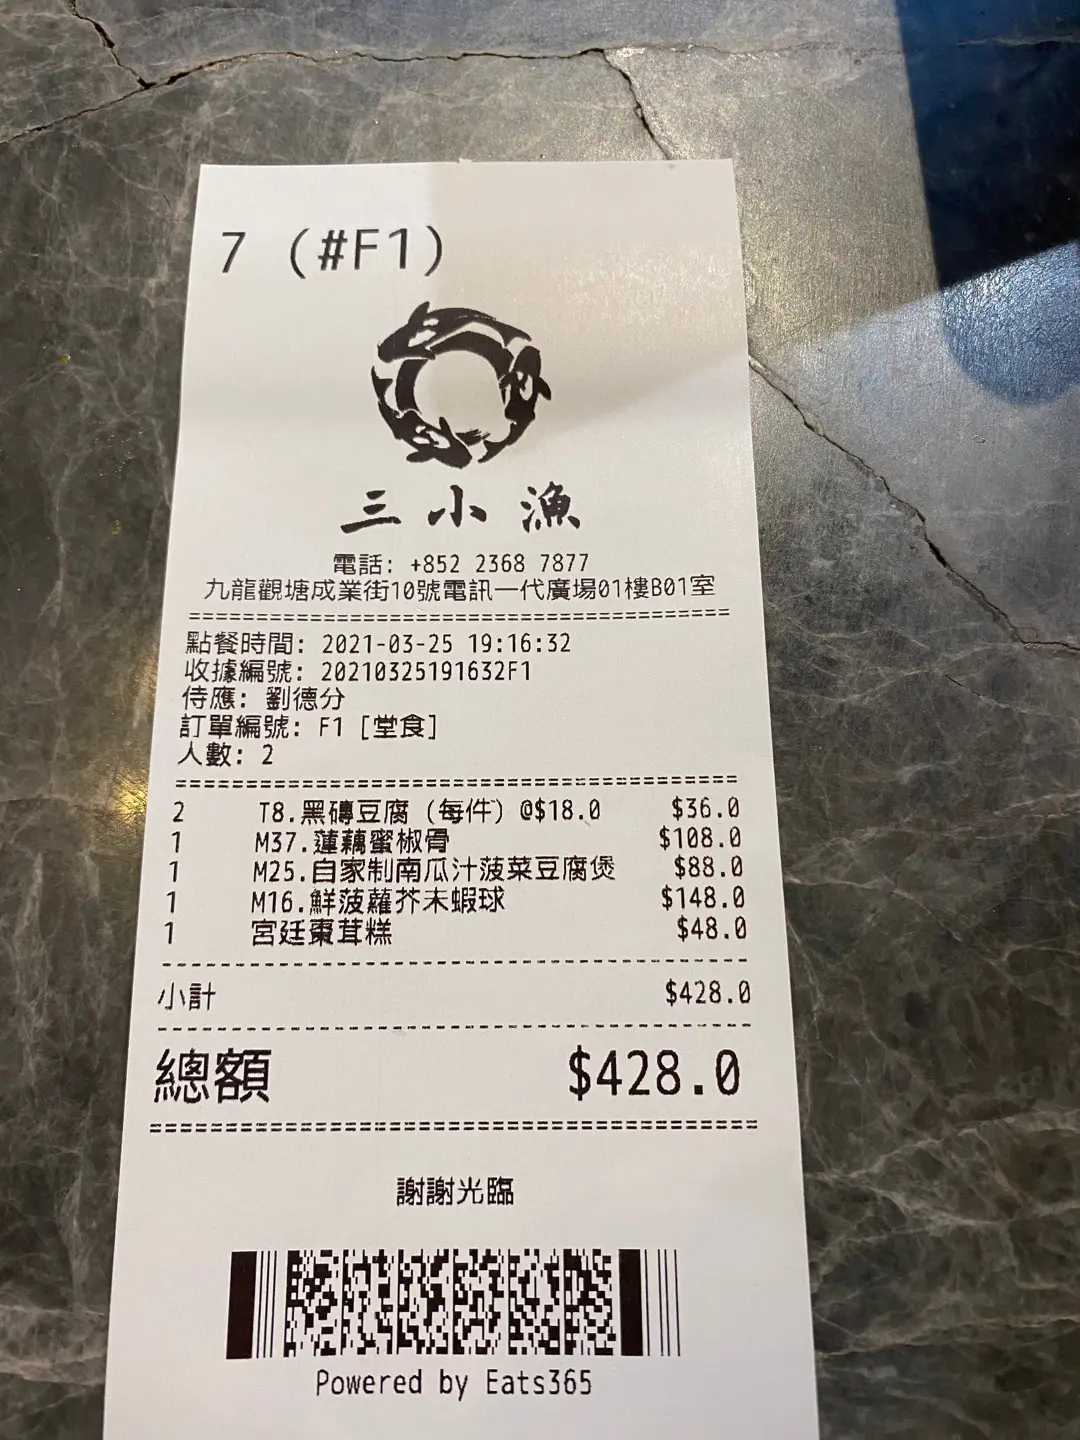 7 (#F1)
三小漁
電話: +852 2368 7877
九龍觀塘成業街10號電訊一代廣場01樓B01室
點餐時間: 2021-03-25 19:16:32
收據編號: 20210325191632F1
侍應: 劉德分
訂單編號: F1 [堂食]
人數: 2
2 T8.黑磚豆腐 (每件) @$18.0 $36.0
1 M37.蓮藕蜜椒骨 $108.0
1 M25.自家制南瓜汁菠菜豆腐煲 $88.0
1 M16.鮮菠蘿芥末蝦球 $148.0
1 宮廷棗茸糕 $48.0
小計 $428.0
總額 $428.0
謝謝光臨
Powered by Eats365